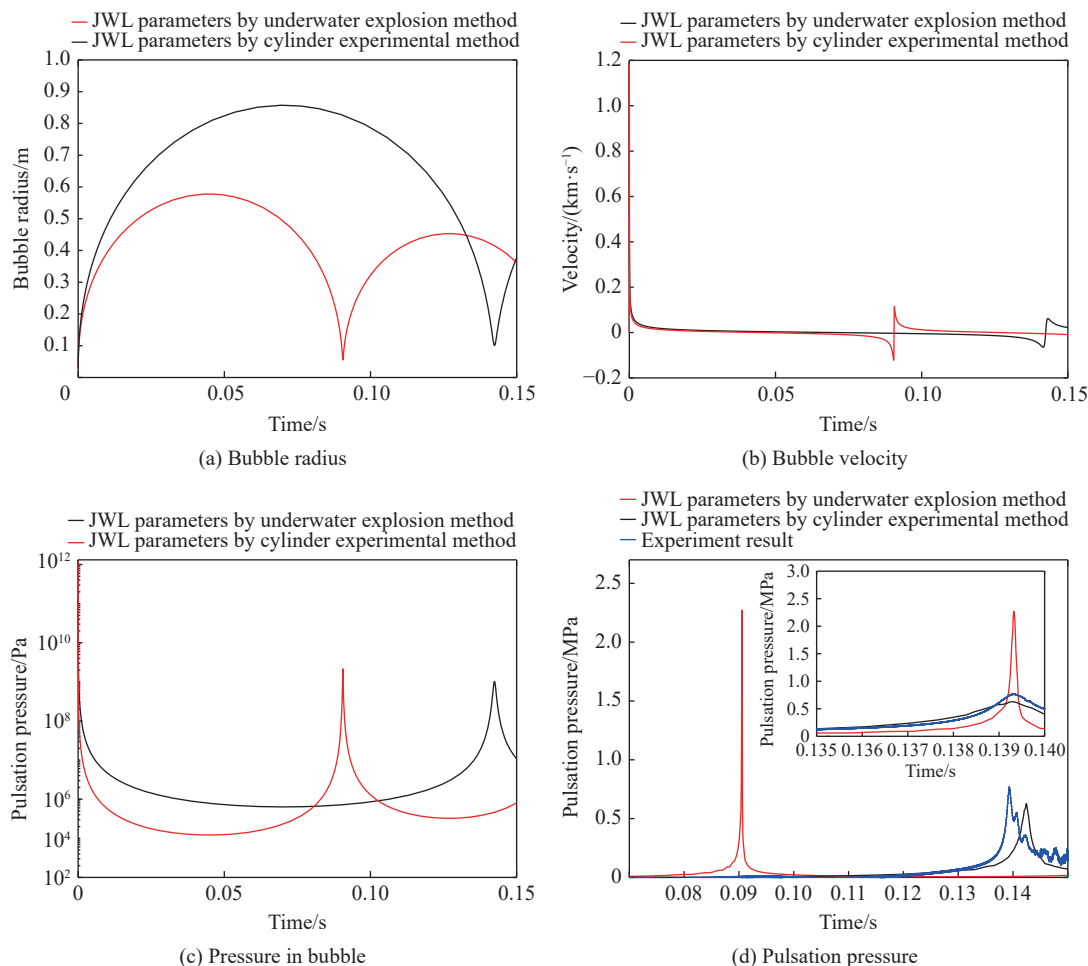 JWL parameters by underwater explosion method
JWL parameters by cylinder experimental method
1.0
0.9
0.8
0.7
0.6
0.5
0.4
0.3
0.2
0.1
0
0.05
0.10
0.15
Bubble radius/m
Time/s
(a) Bubble radius
JWL parameters by underwater explosion method
JWL parameters by cylinder experimental method
1.2
1.0
0.8
0.6
0.4
0.2
0
−0.2
0
0.05
0.10
0.15
Velocity/(km·s⁻¹)
Time/s
(b) Bubble velocity
JWL parameters by underwater explosion method
JWL parameters by cylinder experimental method
10¹²
10¹⁰
10⁸
10⁶
10⁴
10²
0
0.05
0.10
0.15
Pulsation pressure/Pa
Time/s
(c) Pressure in bubble
JWL parameters by underwater explosion method
JWL parameters by cylinder experimental method
Experiment result
2.5
2.0
1.5
1.0
0.5
0
0.08
0.09
0.10
0.11
0.12
0.13
0.14
Pulsation pressure/MPa
Time/s
3.0
2.5
2.0
1.5
1.0
0.5
0
0.135
0.136
0.137
0.138
0.139
0.140
Pulsation pressure/MPa
Time/s
(d) Pulsation pressure